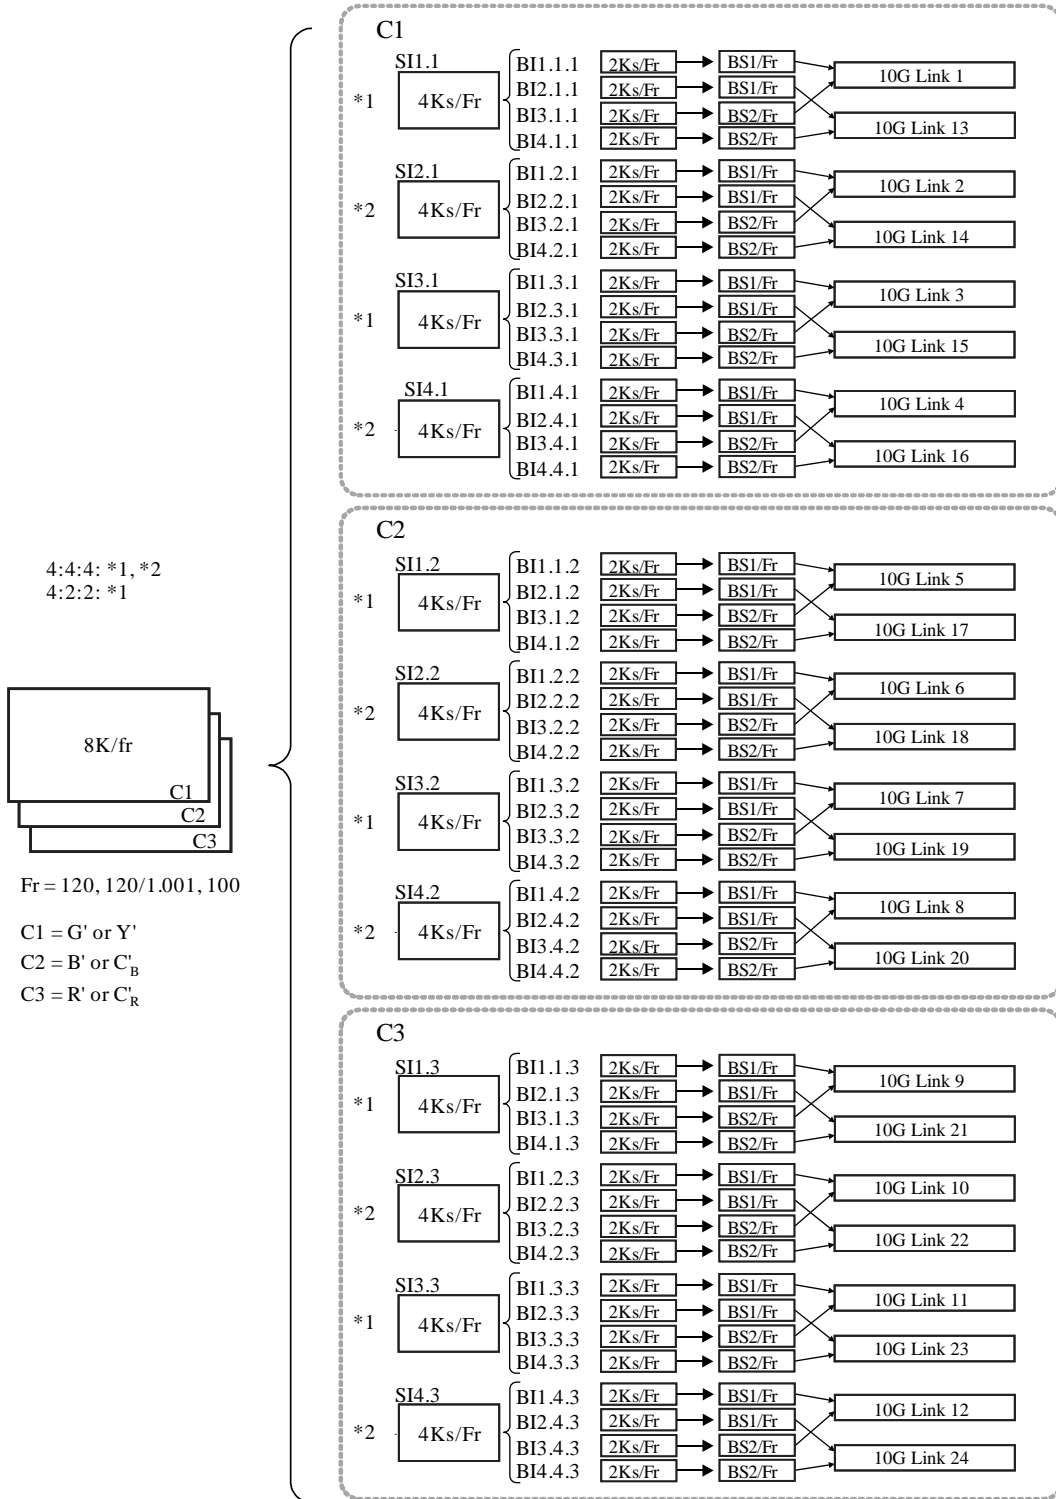 4:4:4: *1, *2
4:2:2: *1
8K/fr
C1
C2
C3
Fr = 120, 120/1.001, 100
C1 = G' or Y'
C2 = B' or C'B
C3 = R' or C'R
C1
SI1.1
*1
4Ks/Fr
BI1.1.1 2Ks/Fr BS1/Fr
BI2.1.1 2Ks/Fr BS1/Fr
BI3.1.1 2Ks/Fr BS2/Fr
BI4.1.1 2Ks/Fr BS2/Fr
10G Link 1
10G Link 13
SI2.1
*2
4Ks/Fr
BI1.2.1 2Ks/Fr BS1/Fr
BI2.2.1 2Ks/Fr BS1/Fr
BI3.2.1 2Ks/Fr BS2/Fr
BI4.2.1 2Ks/Fr BS2/Fr
10G Link 2
10G Link 14
SI3.1
*1
4Ks/Fr
BI1.3.1 2Ks/Fr BS1/Fr
BI2.3.1 2Ks/Fr BS1/Fr
BI3.3.1 2Ks/Fr BS2/Fr
BI4.3.1 2Ks/Fr BS2/Fr
10G Link 3
10G Link 15
SI4.1
*2
4Ks/Fr
BI1.4.1 2Ks/Fr BS1/Fr
BI2.4.1 2Ks/Fr BS1/Fr
BI3.4.1 2Ks/Fr BS2/Fr
BI4.4.1 2Ks/Fr BS2/Fr
10G Link 4
10G Link 16
C2
SI1.2
*1
4Ks/Fr
BI1.1.2 2Ks/Fr BS1/Fr
BI2.1.2 2Ks/Fr BS1/Fr
BI3.1.2 2Ks/Fr BS2/Fr
BI4.1.2 2Ks/Fr BS2/Fr
10G Link 5
10G Link 17
SI2.2
*2
4Ks/Fr
BI1.2.2 2Ks/Fr BS1/Fr
BI2.2.2 2Ks/Fr BS1/Fr
BI3.2.2 2Ks/Fr BS2/Fr
BI4.2.2 2Ks/Fr BS2/Fr
10G Link 6
10G Link 18
SI3.2
*1
4Ks/Fr
BI1.3.2 2Ks/Fr BS1/Fr
BI2.3.2 2Ks/Fr BS1/Fr
BI3.3.2 2Ks/Fr BS2/Fr
BI4.3.2 2Ks/Fr BS2/Fr
10G Link 7
10G Link 19
SI4.2
*2
4Ks/Fr
BI1.4.2 2Ks/Fr BS1/Fr
BI2.4.2 2Ks/Fr BS1/Fr
BI3.4.2 2Ks/Fr BS2/Fr
BI4.4.2 2Ks/Fr BS2/Fr
10G Link 8
10G Link 20
C3
SI1.3
*1
4Ks/Fr
BI1.1.3 2Ks/Fr BS1/Fr
BI2.1.3 2Ks/Fr BS1/Fr
BI3.1.3 2Ks/Fr BS2/Fr
BI4.1.3 2Ks/Fr BS2/Fr
10G Link 9
10G Link 21
SI2.3
*2
4Ks/Fr
BI1.2.3 2Ks/Fr BS1/Fr
BI2.2.3 2Ks/Fr BS1/Fr
BI3.2.3 2Ks/Fr BS2/Fr
BI4.2.3 2Ks/Fr BS2/Fr
10G Link 10
10G Link 22
SI3.3
*1
4Ks/Fr
BI1.3.3 2Ks/Fr BS1/Fr
BI2.3.3 2Ks/Fr BS1/Fr
BI3.3.3 2Ks/Fr BS2/Fr
BI4.3.3 2Ks/Fr BS2/Fr
10G Link 11
10G Link 23
SI4.3
*2
4Ks/Fr
BI1.4.3 2Ks/Fr BS1/Fr
BI2.4.3 2Ks/Fr BS1/Fr
BI3.4.3 2Ks/Fr BS2/Fr
BI4.4.3 2Ks/Fr BS2/Fr
10G Link 12
10G Link 24